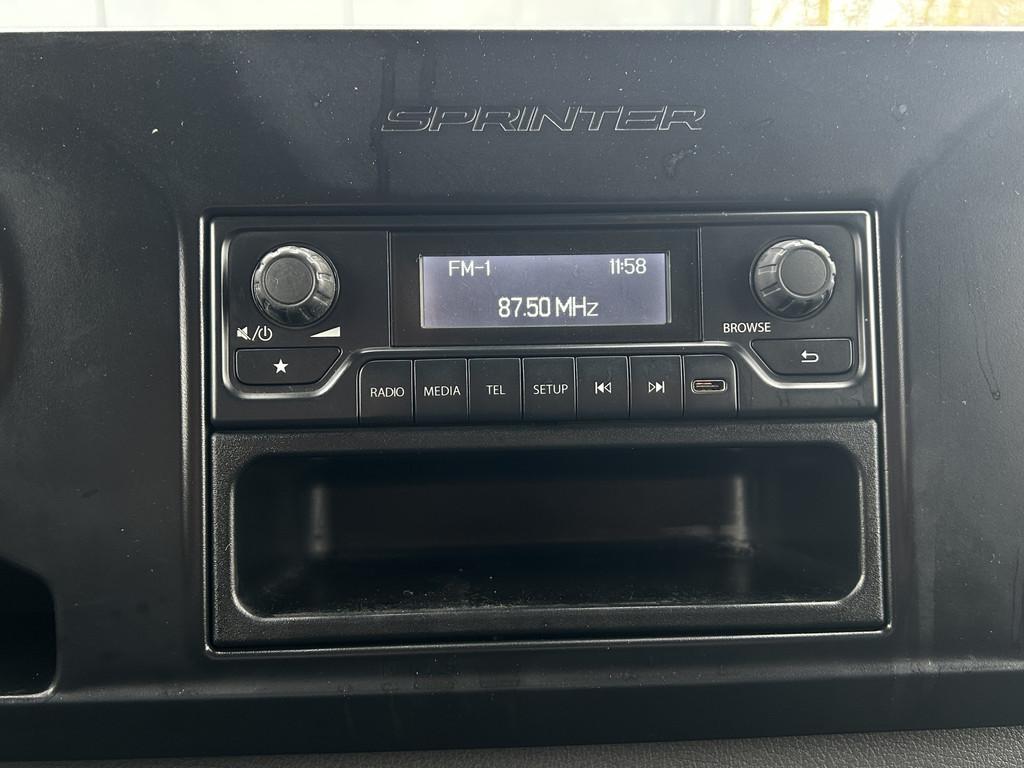 SPRINTER
FM-1 11:58
87.50 MHz
BROWSE
RADIO MEDIA TEL SETUP